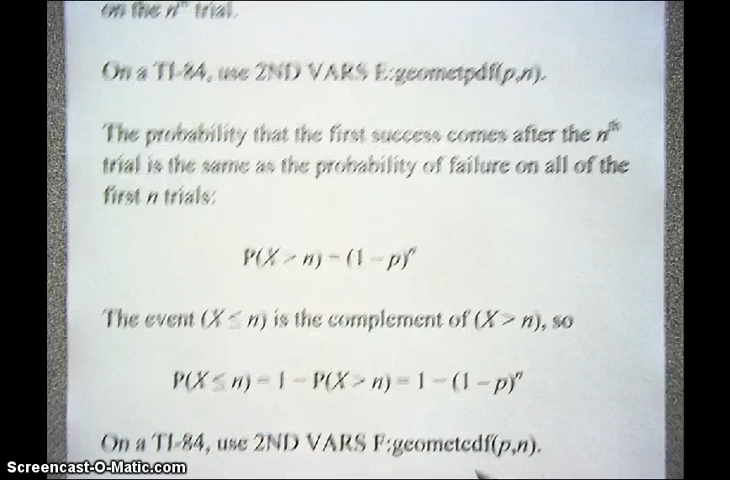 on the nᵗʰ trial.
On a TI-84, use 2ND VARS E:geometpdf(p,n).
The probability that the first success comes after the nᵗʰ
trial is the same as the probability of failure on all of the
first n trials:
P(X > n) = (1 – p)ⁿ
The event (X ≤ n) is the complement of (X > n), so
P(X ≤ n) = 1 – P(X > n) = 1 – (1 – p)ⁿ
On a TI-84, use 2ND VARS F:geometcdf(p,n).
Screencast-O-Matic.com